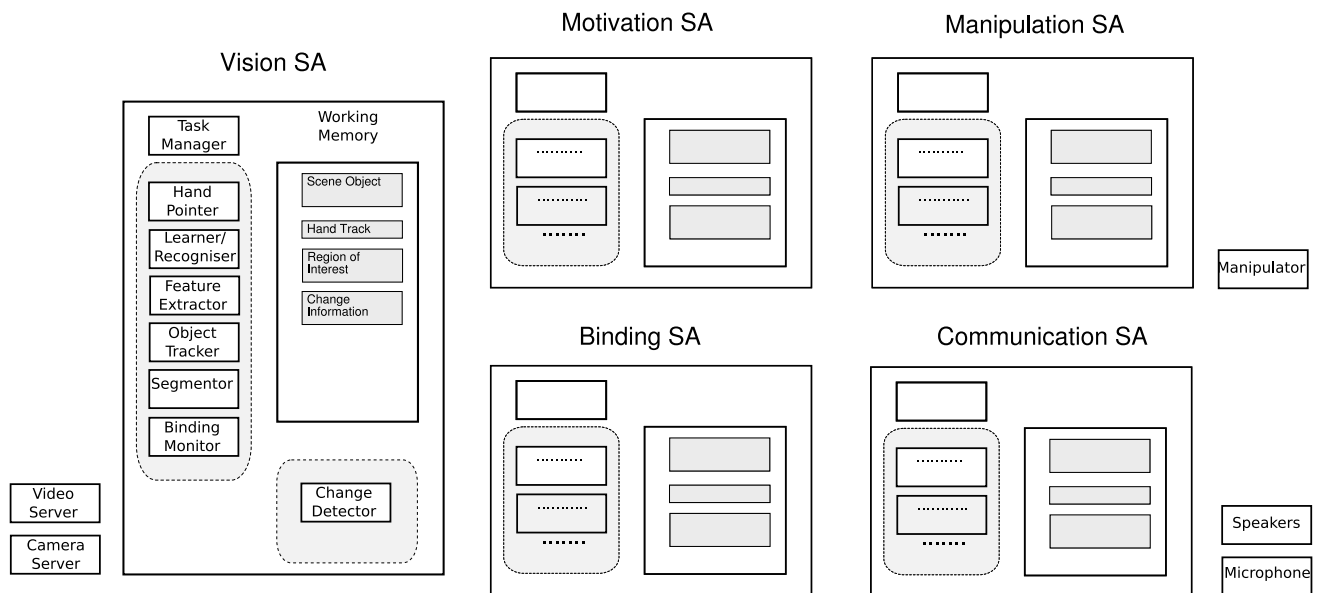 Vision SA
Task
Manager
Working
Memory
Hand
Pointer
Learner/
Recogniser
Feature
Extractor
Object
Tracker
Segmentor
Binding
Monitor
Scene Object
Hand Track
Region of
Interest
Change
Information
Change
Detector
Video
Server
Camera
Server
Motivation SA
Manipulation SA
Manipulator
Binding SA
Communication SA
Speakers
Microphone